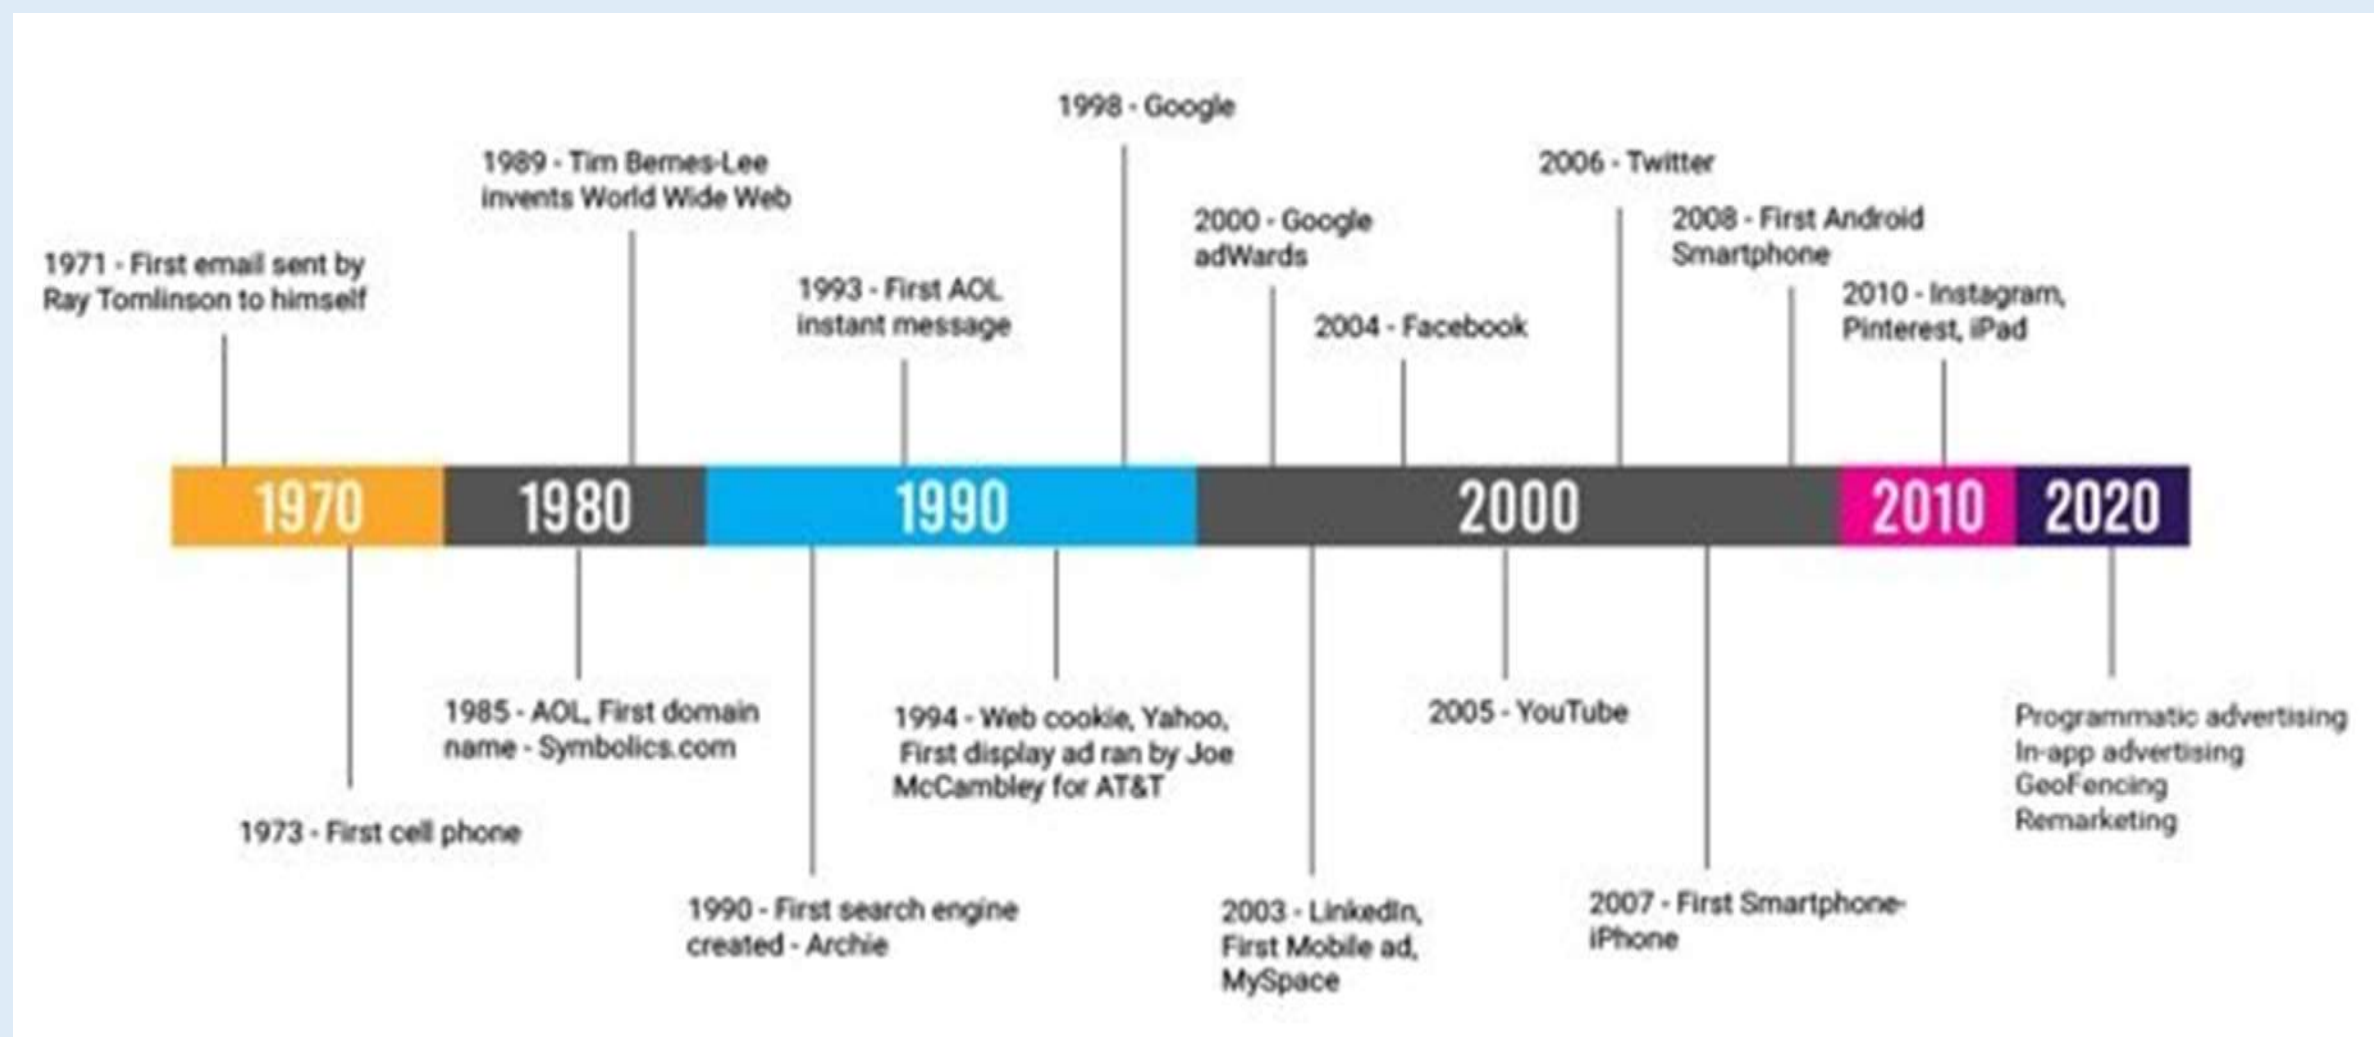 1998 - Google
1989 - Tim Bernes-Lee
invents World Wide Web
2006 - Twitter
2000 - Google
adWards
2008 - First Android
Smartphone
1971 - First email sent by
Ray Tomlinson to himself
1993 - First AOL
instant message
2004 - Facebook
2010 - Instagram,
Pinterest, iPad
1970
1980
1990
2000
2010
2020
1985 - AOL, First domain
name - Symbolics.com
1994 - Web cookie, Yahoo,
First display ad ran by Joe
McCambley for AT&T
2005 - YouTube
Programmatic advertising
In-app advertising
GeoFencing
Remarketing
1973 - First cell phone
1990 - First search engine
created - Archie
2003 - LinkedIn,
First Mobile ad,
MySpace
2007 - First Smartphone-
iPhone